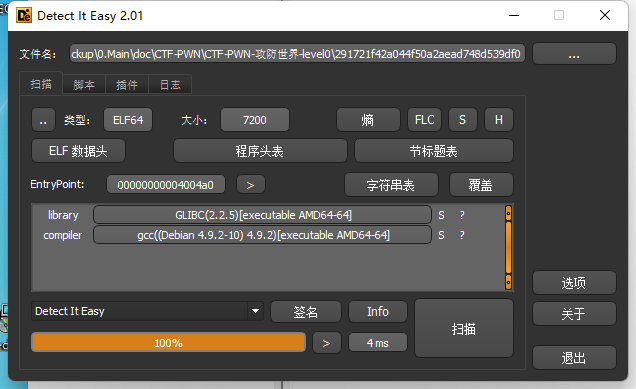 Detect It Easy 2.01
文件名: ckup\0.Main\doc\CTF-PWN\CTF-PWN-攻防世界-level0\291721f42a044f50a2aead748d539df0 ...
扫描 脚本 插件 日志
.. 类型: ELF64 大小: 7200 熵 FLC S H
ELF 数据头 程序头表 节标题表
EntryPoint: 00000000004004a0 > 字符串表 覆盖
library GLIBC(2.2.5)[executable AMD64-64] S ?
compiler gcc((Debian 4.9.2-10) 4.9.2)[executable AMD64-64] S ?
选项
Detect It Easy 签名 Info 扫描 关于
100% > 4 ms
退出